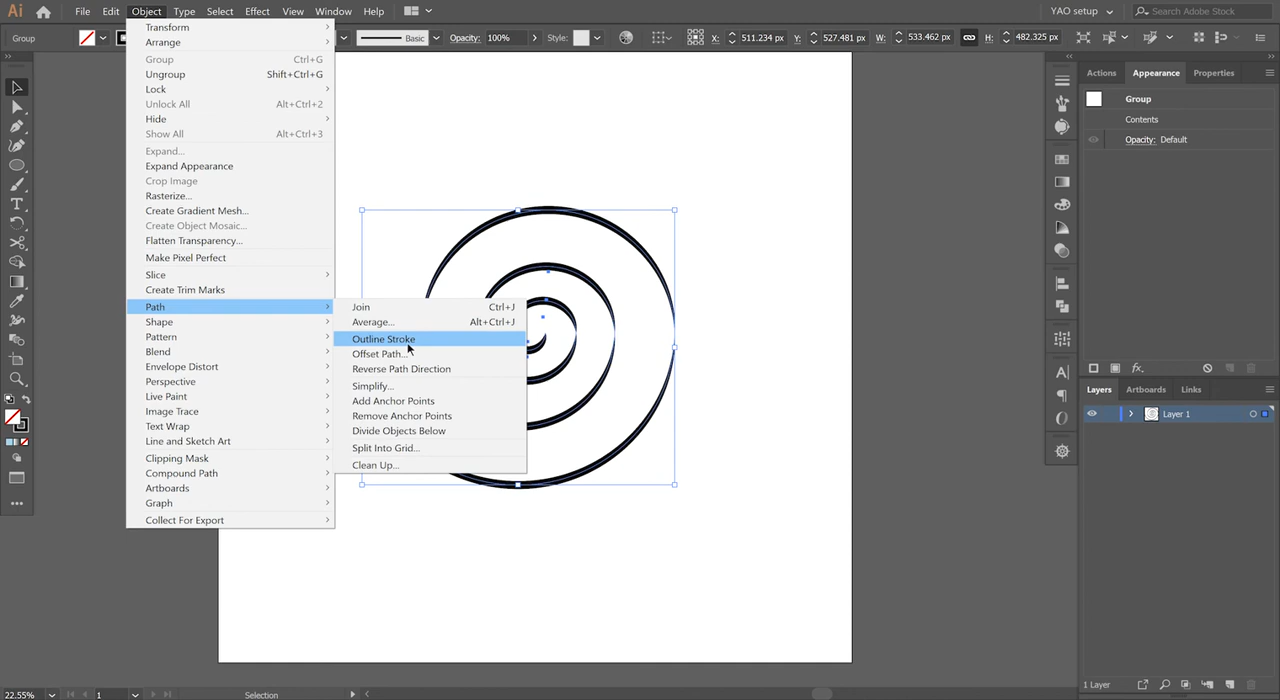 Ai File Edit Object Type Select Effect View Window Help YAO setup Search Adobe Stock
Group Basic Opacity: 100% Style: X: 511.234 px Y: 527.481 px W: 533.462 px H: 482.325 px
Transform
Arrange
Group Ctrl+G
Ungroup Shift+Ctrl+G
Lock
Unlock All Alt+Ctrl+2
Hide
Show All Alt+Ctrl+3
Expand...
Expand Appearance
Crop Image
Rasterize...
Create Gradient Mesh...
Create Object Mosaic...
Flatten Transparency...
Make Pixel Perfect
Slice
Create Trim Marks
Path
Shape
Pattern
Blend
Envelope Distort
Perspective
Live Paint
Image Trace
Text Wrap
Line and Sketch Art
Clipping Mask
Compound Path
Artboards
Graph
Collect For Export
Join Ctrl+J
Average... Alt+Ctrl+J
Outline Stroke
Offset Path...
Reverse Path Direction
Simplify...
Add Anchor Points
Remove Anchor Points
Divide Objects Below
Split Into Grid...
Clean Up...
Actions Appearance Properties
Group
Contents
Opacity: Default
fx.
Layers Artboards Links
Layer 1
1 Layer
22.55% 1 Selection